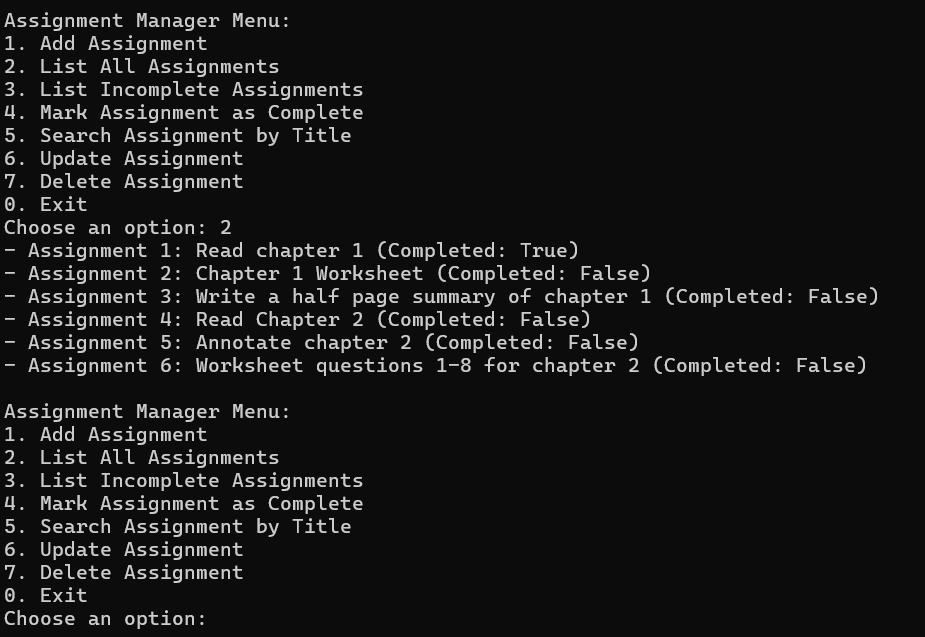 Assignment Manager Menu:
1. Add Assignment
2. List All Assignments
3. List Incomplete Assignments
4. Mark Assignment as Complete
5. Search Assignment by Title
6. Update Assignment
7. Delete Assignment
0. Exit
Choose an option: 2
- Assignment 1: Read chapter 1 (Completed: True)
- Assignment 2: Chapter 1 Worksheet (Completed: False)
- Assignment 3: Write a half page summary of chapter 1 (Completed: False)
- Assignment 4: Read Chapter 2 (Completed: False)
- Assignment 5: Annotate chapter 2 (Completed: False)
- Assignment 6: Worksheet questions 1-8 for chapter 2 (Completed: False)

Assignment Manager Menu:
1. Add Assignment
2. List All Assignments
3. List Incomplete Assignments
4. Mark Assignment as Complete
5. Search Assignment by Title
6. Update Assignment
7. Delete Assignment
0. Exit
Choose an option: